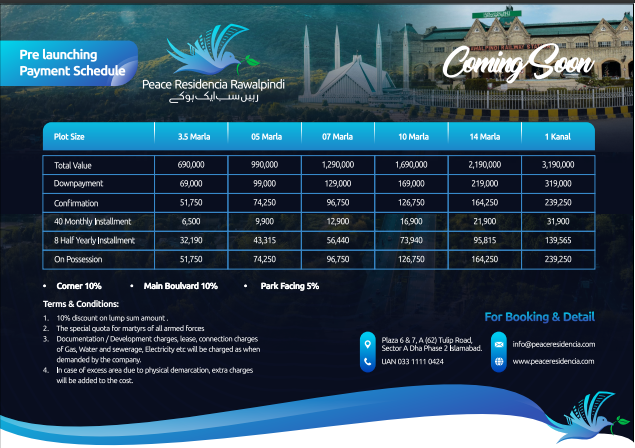 Pre launching
Payment Schedule
Peace Residencia Rawalpindi
رہیں سب ایک ہو کے
Coming Soon
Plot Size 3.5 Marla 05 Marla 07 Marla 10 Marla 14 Marla 1 Kanal
Total Value 690,000 990,000 1,290,000 1,690,000 2,190,000 3,190,000
Downpayment 69,000 99,000 129,000 169,000 219,000 319,000
Confirmation 51,750 74,250 96,750 126,750 164,250 239,250
40 Monthly Installment 6,500 9,900 12,900 16,900 21,900 31,900
8 Half Yearly Installment 32,190 43,315 56,440 73,940 95,815 139,565
On Possession 51,750 74,250 96,750 126,750 164,250 239,250
• Corner 10% • Main Boulvard 10% • Park Facing 5%
Terms & Conditions:
1. 10% discount on lump sum amount .
2. The special quota for martyrs of all armed forces
3. Documentation / Development charges, lease, connection charges
of Gas, Water and sewerage, Electricity etc will be charged as when
demanded by the company.
4. In case of excess area due to physical demarcation, extra charges
will be added to the cost.
For Booking & Detail
Plaza 6 & 7, A (62) Tulip Road,
Sector A Dha Phase 2 Islamabad.
UAN 033 1111 0424
info@peaceresidencia.com
www.peaceresidencia.com